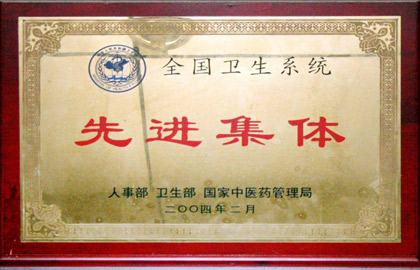 全国卫生系统
先进集体
人事部 卫生部 国家中医药管理局
二〇〇四年二月